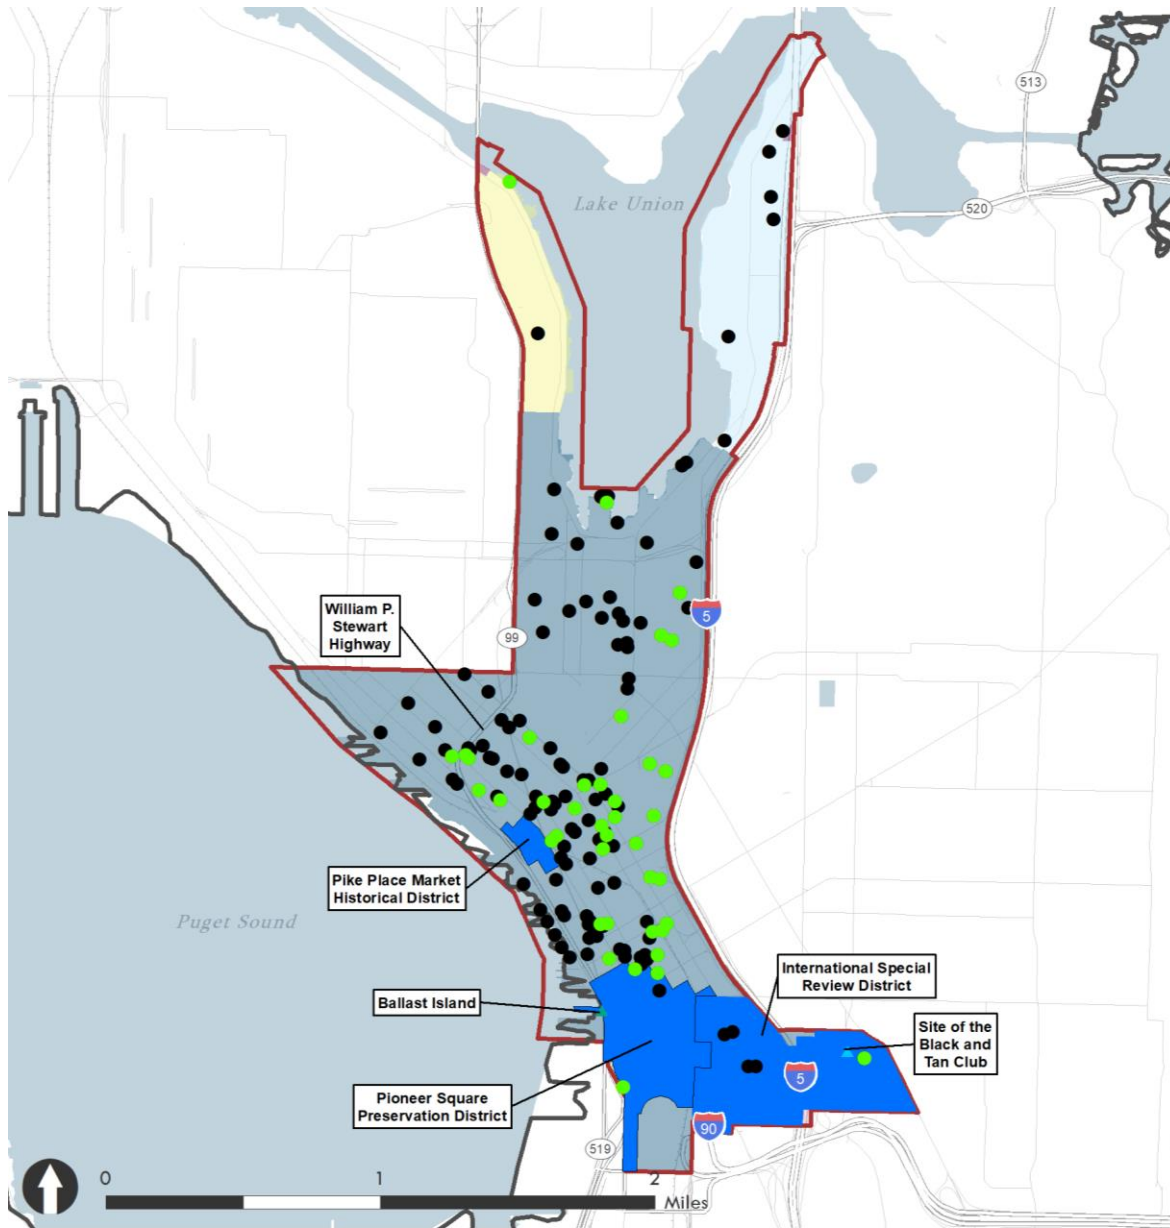 513
520
Lake Union
5
William P.
Stewart
Highway
99
Pike Place Market
Historical District
Puget Sound
International Special
Review District
Ballast Island
Site of the
Black and
Tan Club
5
Pioneer Square
Preservation District
90
519
0 1 2
Miles